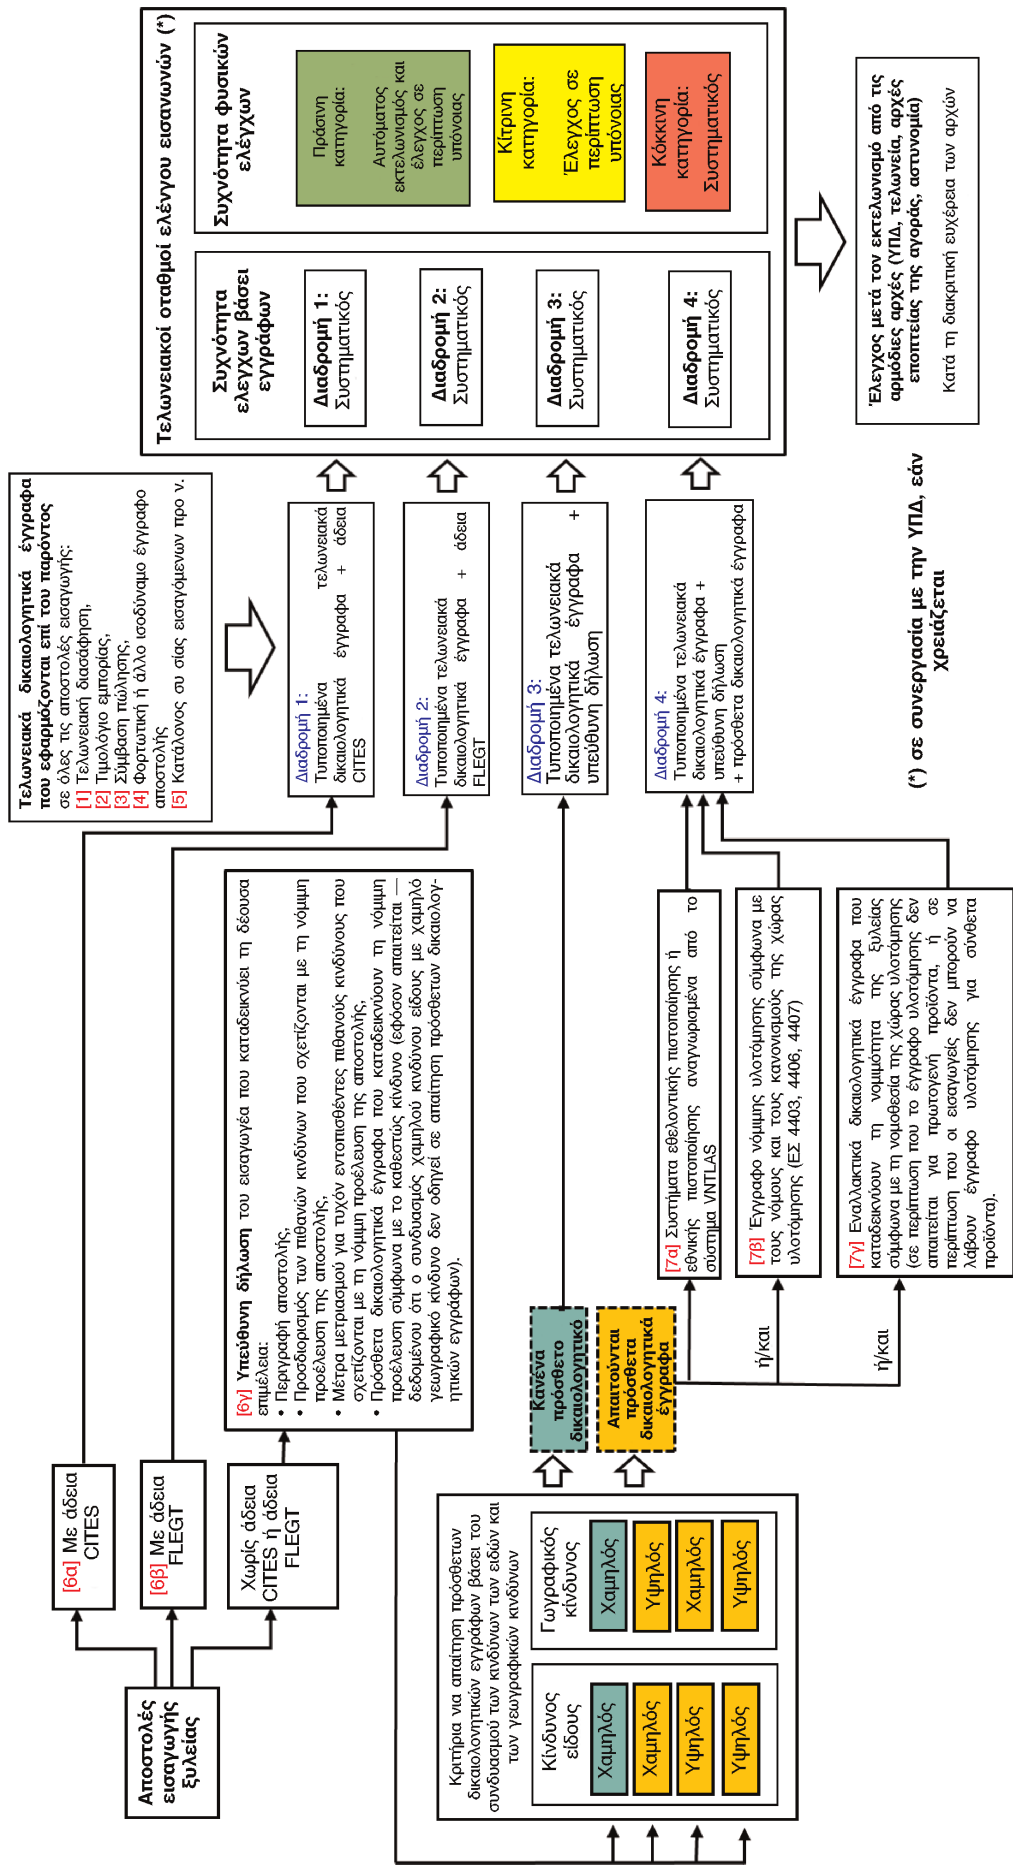 Αποστολές
εισαγωγής
ξυλείας
[6α] Με άδεια
CITES
[6β] Με άδεια
FLEGT
Χωρίς άδεια
CITES ή άδεια
FLEGT
Τελωνειακά δικαιολογητικά έγγραφα
που εφαρμόζονται επί του παρόντος
σε όλες τις αποστολές εισαγωγής:
[1] Τελωνειακή διασάφηση,
[2] Τιμολόγιο εμπορίας,
[3] Σύμβαση πώλησης,
[4] Φορτωτική ή άλλο ισοδύναμο έγγραφο
αποστολής
[5] Κατάλονος συ σίας εισαγόμενων προ ν.
[6γ] Υπεύθυνη δήλωση του εισαγωγέα που καταδεικνύει τη δέουσα
επιμέλεια:
• Περιγραφή αποστολής,
• Προσδιορισμός των πιθανών κινδύνων που σχετίζονται με τη νόμιμη
προέλευση της αποστολής,
• Μέτρα μετριασμού για τυχόν εντοπισθέντες πιθανούς κινδύνους που
σχετίζονται με τη νόμιμη προέλευση της αποστολής,
• Πρόσθετα δικαιολογητικά έγγραφα που καταδεικνύουν τη νόμιμη
προέλευση σύμφωνα με το καθεστώς κινδύνο (εφόσον απαιτείται —
δεδομένου ότι ο συνδυασμός χαμηλού κινδύνου είδους με χαμηλό
γεωγραφικό κίνδυνο δεν οδηγεί σε απαίτηση πρόσθετων δικαιολογ-
ητικών εγγράφων).
Κριτήρια νια απαίτηση πρόσθετων
δικαιολονητικών εγγράφων βάσει του
συνδυασμού των κινδύνων των ειδών και
των γεωγραφικών κινδύνων
Κίνδυνος
είδους
Γωγραφικός
κίνδυνος
Χαμηλός
Χαμηλός
Χαμηλός
Υψηλός
Υψηλός
Χαμηλός
Υψηλός
Υψηλός
Κανένα
πρόσθετο
δικαιολογητικό
Απαιτούνται
πρόσθετα
δικαιολογητικά
έγγραφα
ή/και
ή/και
[7α] Συστήματα εθελοντικής πιστοποίησης ή
εθνικής πιστοποίησης αναγνωρισμένα από το
σύστημα VNTLAS
[7β] Έγγραφο νόμιμης υλοτόμησης σύμφωνα με
τους νόμους και τους κανονισμούς της χώρας
υλοτόμησης (ΕΣ 4403, 4406, 4407)
[7γ] Εναλλακτικά δικαιολογητικά έγγραφα που
καταδεικνύουν τη νομιμότητα της ξυλείας
σύμφωνα με τη νομοθεσία της χώρας υλοτόμησης
(σε περίπτωση που το έγγραφο υλοτόμησης δεν
απαιτείται για πρωτογενή προϊόντα, ή σε
περίπτωση που οι εισαγωγείς δεν μπορούν να
λάβουν έγγραφο υλοτόμησης για σύνθετα
προϊόντα).
Διαδρομή 1:
Τυποποιημένα τελωνειακά
δικαιολογητικά έγγραφα + άδεια
CITES
Διαδρομή 2:
Τυποποιημένα τελωνειακά
δικαιολογητικά έγγραφα + άδεια
FLEGT
Διαδρομή 3:
Τυποποιημένα τελωνειακά
δικαιολογητικά έγγραφα +
υπεύθυνη δήλωση
Διαδρομή 4:
Τυποποιημένα τελωνειακά
δικαιολογητικά έγγραφα +
υπεύθυνη δήλωση
+ πρόσθετα δικαιολογητικά έγγραφα
Τελωνειακοί σταθμοί ελέγγου εισανωνών (*)
Συχνότητα
ελεγχων βάσει
εγγράφων
Διαδρομή 1:
Συστηματικός
Διαδρομή 2:
Συστηματικός
Διαδρομή 3:
Συστηματικός
Διαδρομή 4:
Συστηματικός
Συχνότητα φυσικών
ελέγχων
Πράσινη
κατηγορία:
Αυτόματος
εκτελωνισμός και
έλεγχος σε
περίπτωση
υπόνοιας
Κίτρινη
κατηγορία:
Έλεγχος σε
περίπτωση
υπόνοιας
Κόκκινη
κατηγορία:
Συστηματικός
Έλεγχος μετά τον εκτελωνισμό από τις
αρμόδιες αρχές (ΥΠΔ, τελωνεία, αρχές
εποπτείας της αγοράς, αστυνομία)
Κατά τη διακριτική ευχέρεια των αρχών
(*) σε συνεργασία με την ΥΠΔ, εάν
χρειάζεται